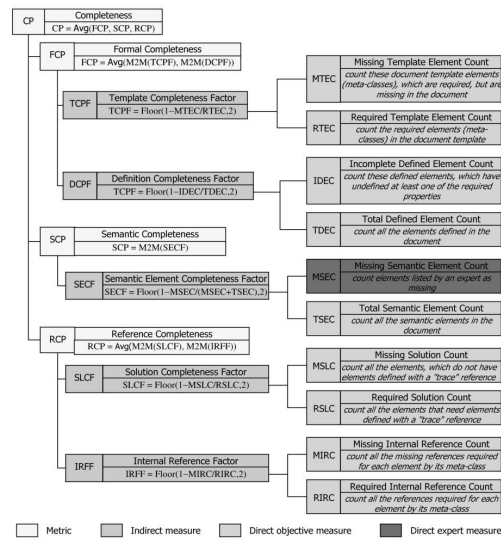 CP
Completeness
CP = Avg(FCP, SCP, RCP)
FCP
Formal Completeness
FCP = Avg(M2M(TCPF), M2M(DCPF))
TCPF
Template Completeness Factor
TCPF = Floor(1−MTEC/RTEC,2)
MTEC
Missing Template Element Count
count these document template elements
(meta-classes), which are required, but are
missing in the document
RTEC
Required Template Element Count
count the required elements (meta-
classes) in the document template
DCPF
Definition Completeness Factor
TCPF = Floor(1−IDEC/TDEC,2)
IDEC
Incomplete Defined Element Count
count these defined elements, which have
undefined at least one of the required
properties
TDEC
Total Defined Element Count
count all the elements defined in the
document
SCP
Semantic Completeness
SCP = M2M(SECF)
SECF
Semantic Element Completeness Factor
SECF = Floor(1−MSEC/(MSEC+TSEC),2)
MSEC
Missing Semantic Element Count
count elements listed by an expert as
missing
TSEC
Total Semantic Element Count
count all the semantic elements in the
document
RCP
Reference Completeness
RCP = Avg(M2M(SLCF), M2M(IRFF))
SLCF
Solution Completeness Factor
SLCF = Floor(1−MSLC/RSLC,2)
MSLC
Missing Solution Count
count all the elements, which do not have
elements defined with a "trace" reference
RSLC
Required Solution Count
count all the elements that need elements
defined with a "trace" reference
IRFF
Internal Reference Factor
IRFF = Floor(1−MIRC/RIRC,2)
MIRC
Missing Internal Reference Count
count all the missing references required
for each element by its meta-class
RIRC
Required Internal Reference Count
count all the references required for each
element by its meta-class
Metric
Indirect measure
Direct objective measure
Direct expert measure